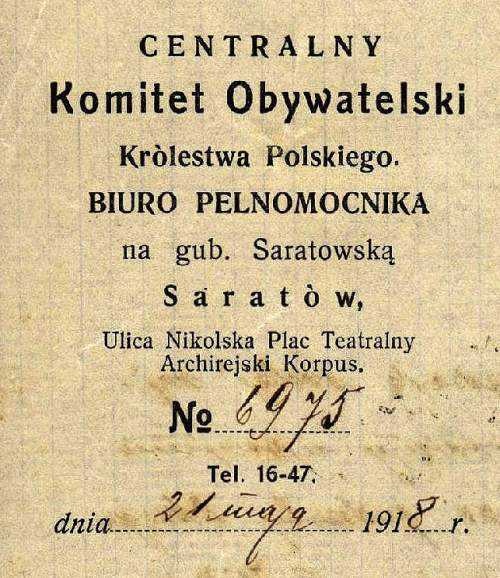 CENTRALNY
Komitet Obywatelski
Kròlestwa Polskiego.
BIURO PELNOMOCNIKA
na gub. Saratowską
Saratòw,
Ulica Nikolska Plac Teatralny
Archirejski Korpus.
№ 6975
Tel. 16-47.
dnia 21 maja 1918 r.